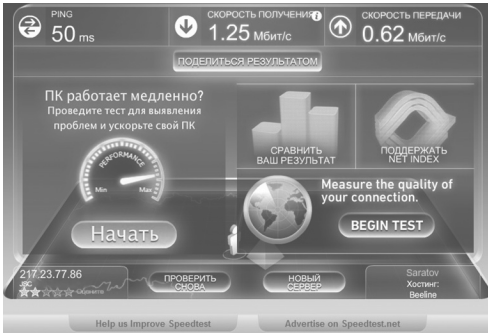 PING
50 ms
СКОРОСТЬ ПОЛУЧЕНИЯ
1.25 Мбит/с
СКОРОСТЬ ПЕРЕДАЧИ
0.62 Мбит/с
ПОДЕЛИТЬСЯ РЕЗУЛЬТАТОМ
ПК работает медленно?
Проведите тест для выявления
проблем и ускорьте свой ПК
PERFORMANCE
Min Max
Начать
СРАВНИТЬ
ВАШ РЕЗУЛЬТАТ
ПОДДЕРЖАТЬ
NET INDEX
Measure the quality of
your connection.
BEGIN TEST
217.23.77.86
JSC
Оцените
ПРОВЕРИТЬ
СНОВА
НОВЫЙ
СЕРВЕР
Saratov
Хостинг:
Beeline
Help us Improve Speedtest
Advertise on Speedtest.net